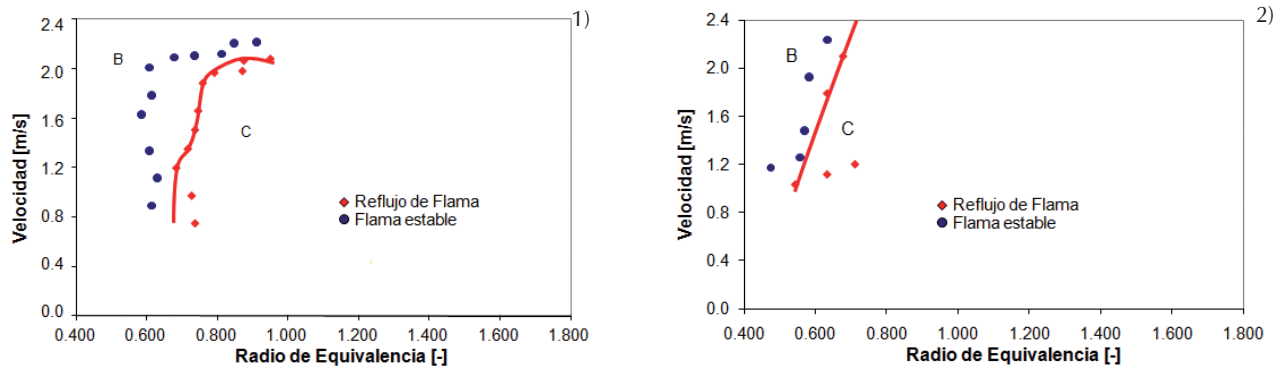 1)
2.4
2.0
1.6
1.2
0.8
0.4
0.0
Velocidad [m/s]
B
C
Reflujo de Flama
Flama estable
0.400 0.600 0.800 1.000 1.200 1.400 1.600 1.800
Radio de Equivalencia [-]
2)
2.4
2.0
1.6
1.2
0.8
0.4
0.0
Velocidad [m/s]
B
C
Reflujo de Flama
Flama estable
0.400 0.600 0.800 1.000 1.200 1.400 1.600 1.800
Radio de Equivalencia [-]